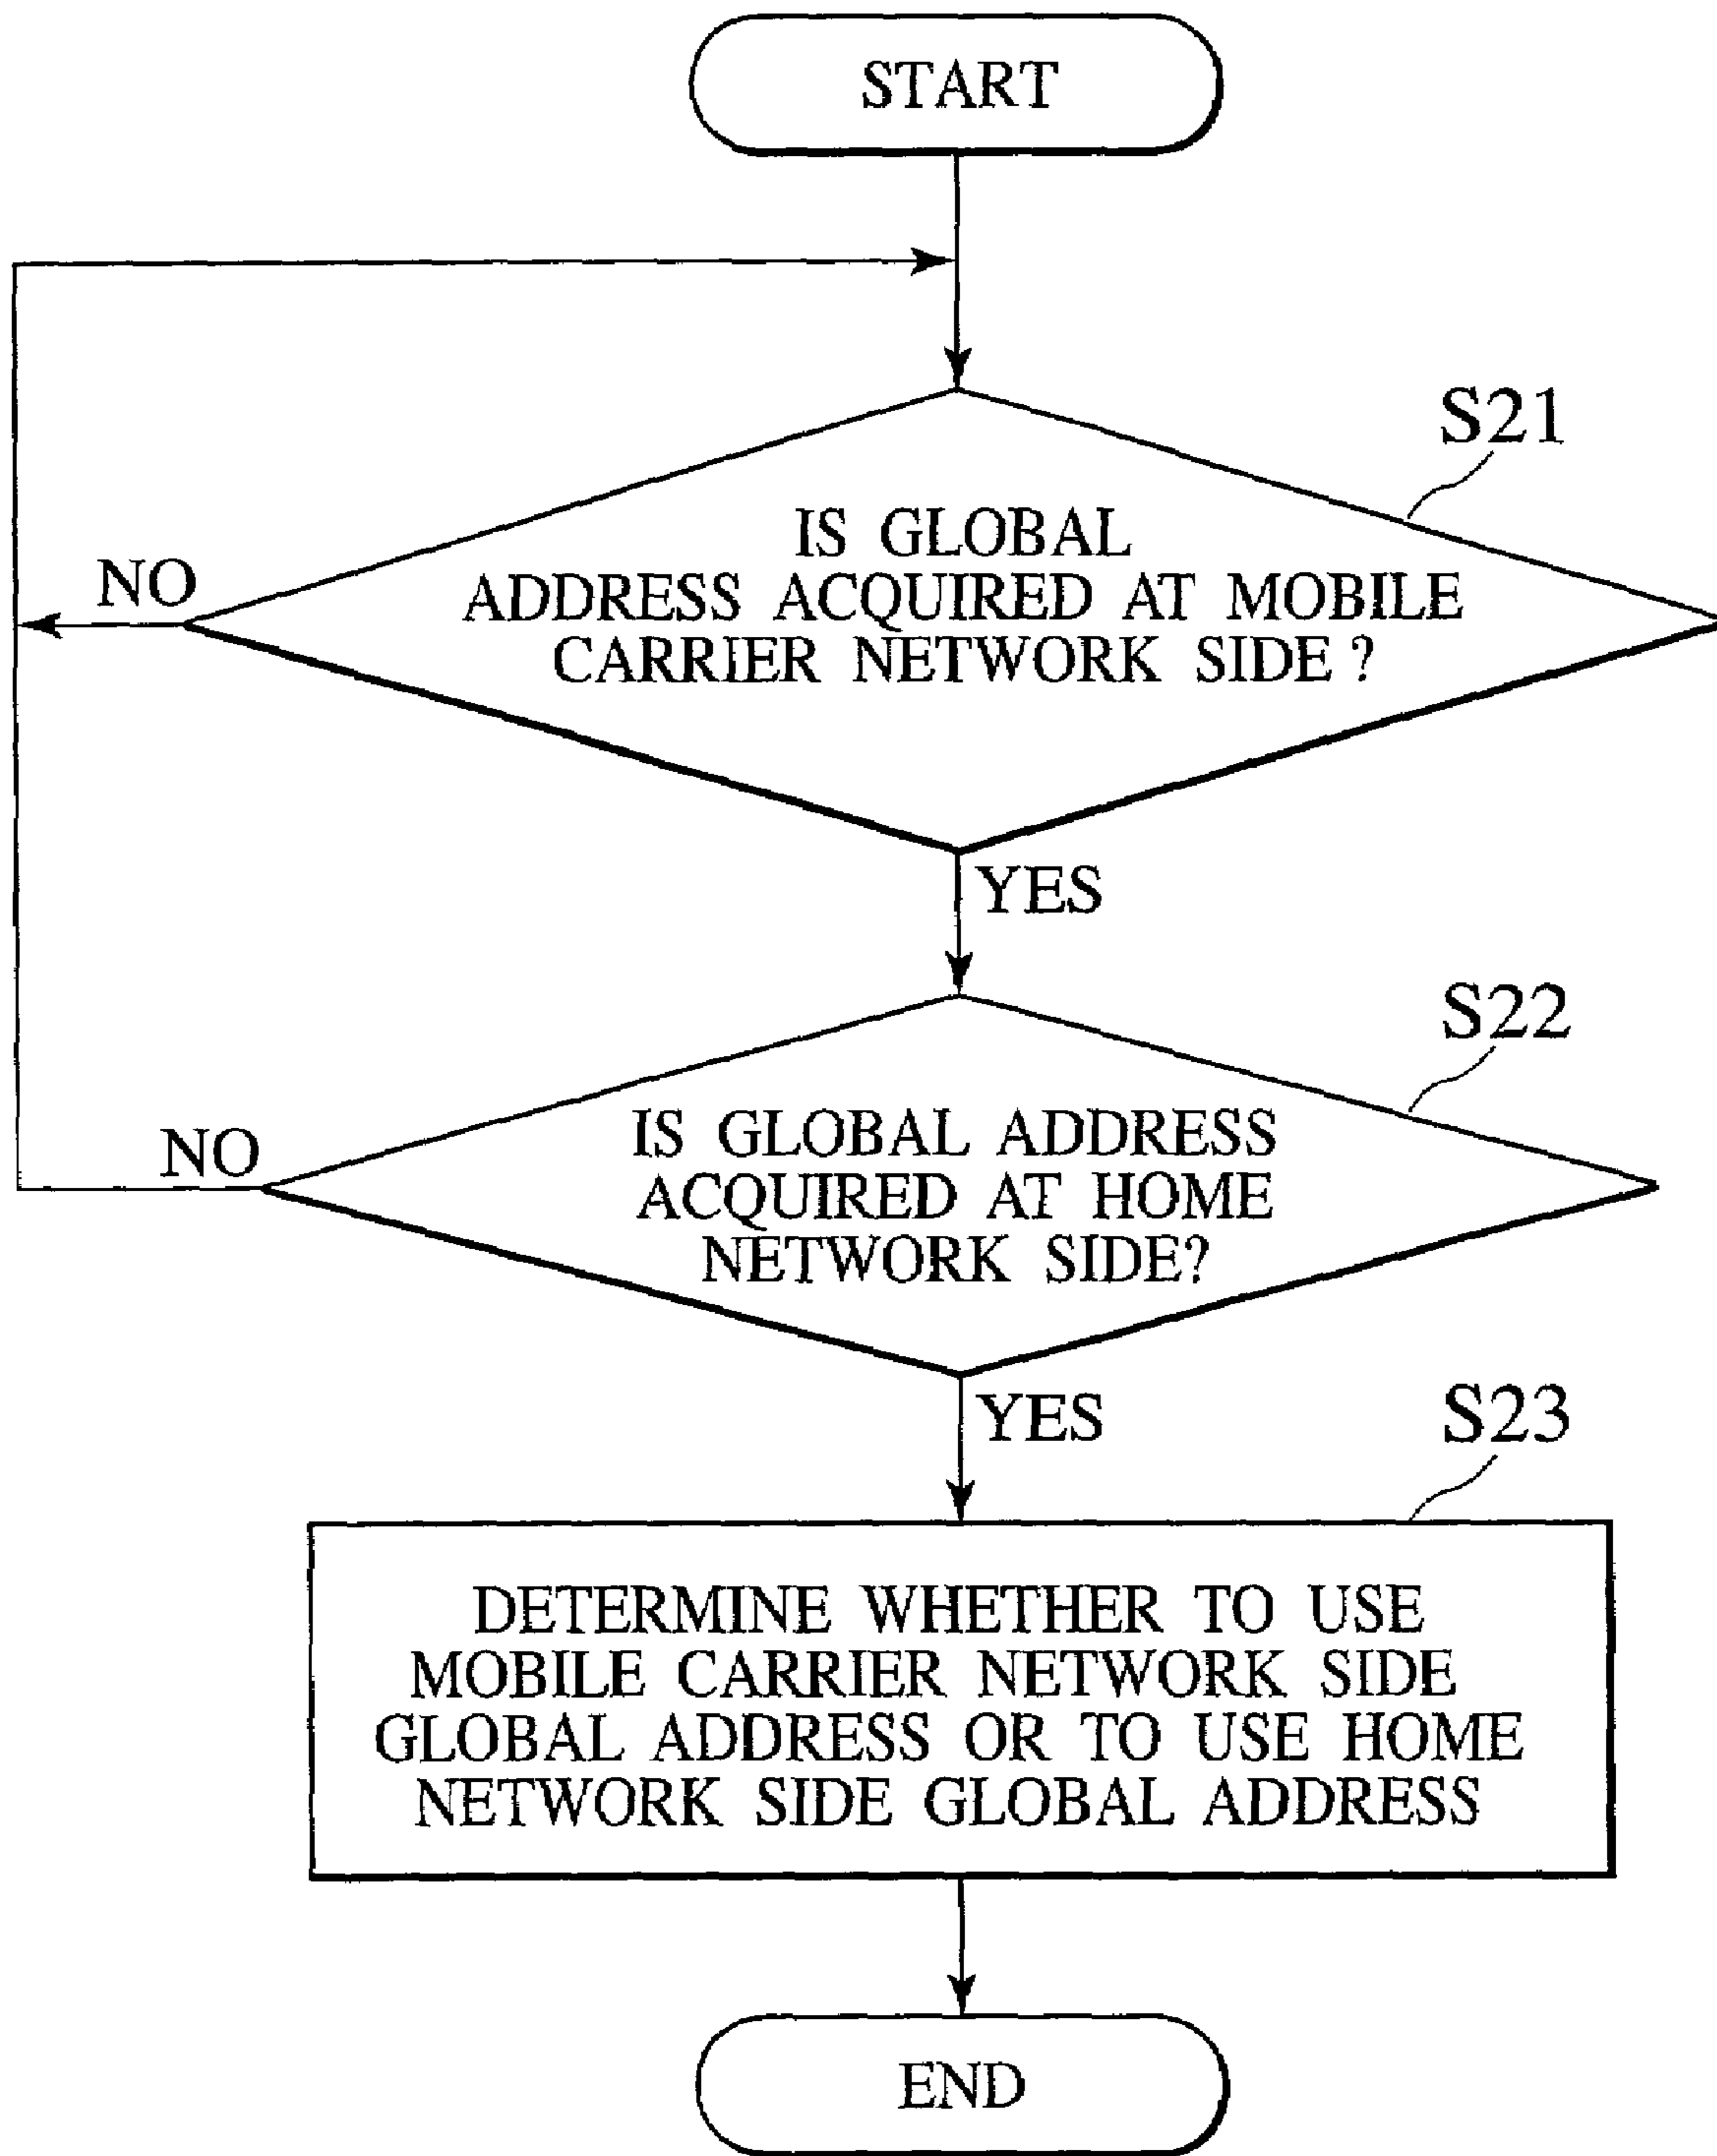 START
S21
IS GLOBAL
ADDRESS ACQUIRED AT MOBILE
CARRIER NETWORK SIDE ?
NO
YES
S22
IS GLOBAL ADDRESS
ACQUIRED AT HOME
NETWORK SIDE?
NO
YES
S23
DETERMINE WHETHER TO USE
MOBILE CARRIER NETWORK SIDE
GLOBAL ADDRESS OR TO USE HOME
NETWORK SIDE GLOBAL ADDRESS
END